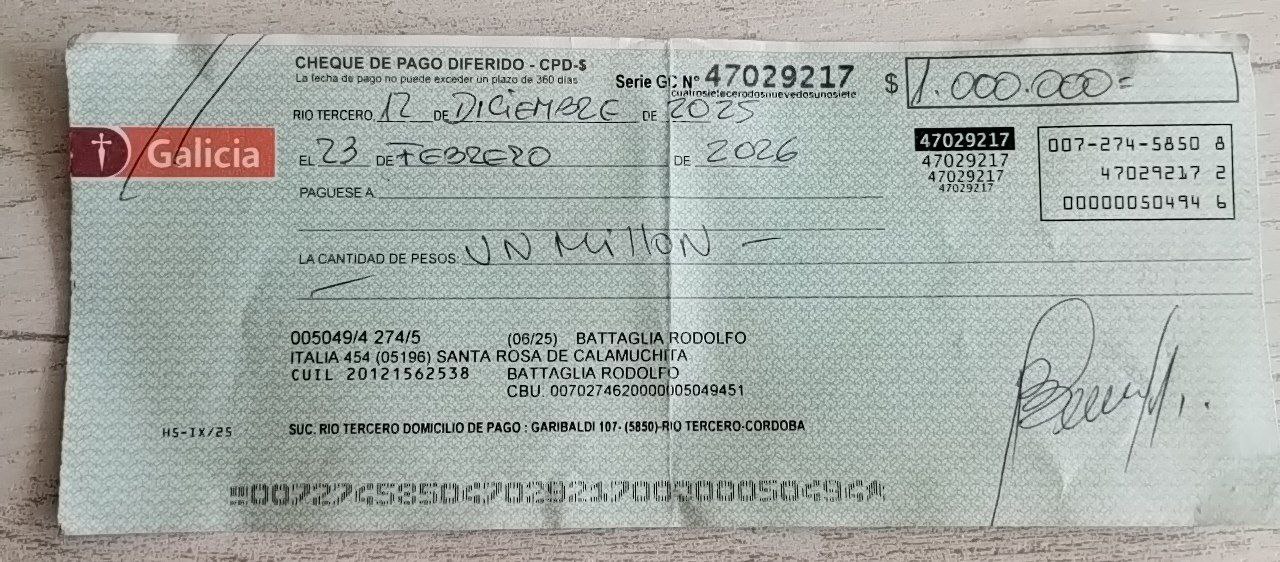 CHEQUE DE PAGO DIFERIDO - CPD-$
La fecha de pago no puede exceder un plazo de 360 días
Serie GC N° 47029217
cuatrosietecerodosnuevedosunosiete
$ 1.000.000=
RIO TERCERO 12 DE DICIEMBRE DE 2025
Galicia
EL 23 DE FEBRERO DE 2026
47029217
47029217
47029217
47029217
007-274-5850 8
47029217 2
00000050494 6
PAGUESE A
LA CANTIDAD DE PESOS: UN Millon —
005049/4 274/5 (06/25) BATTAGLIA RODOLFO
ITALIA 454 (05196) SANTA ROSA DE CALAMUCHITA
CUIL 20121562538 BATTAGLIA RODOLFO
CBU: 0070274620000005049451
HS-IX/25
SUC. RIO TERCERO DOMICILIO DE PAGO : GARIBALDI 107- (5850)-RIO TERCERO-CORDOBA